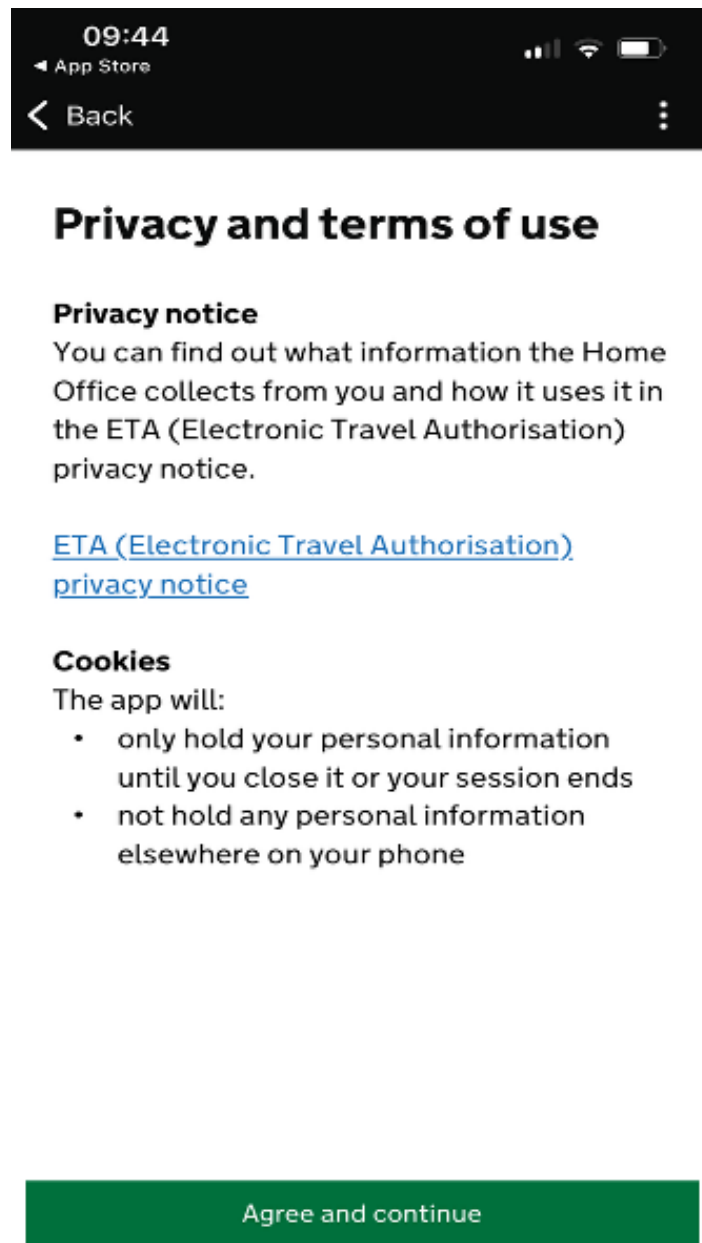 09:44
◀ App Store
Back
Privacy and terms of use
Privacy notice
You can find out what information the Home
Office collects from you and how it uses it in
the ETA (Electronic Travel Authorisation)
privacy notice.
ETA (Electronic Travel Authorisation)
privacy notice
Cookies
The app will:
• only hold your personal information
until you close it or your session ends
• not hold any personal information
elsewhere on your phone
Agree and continue